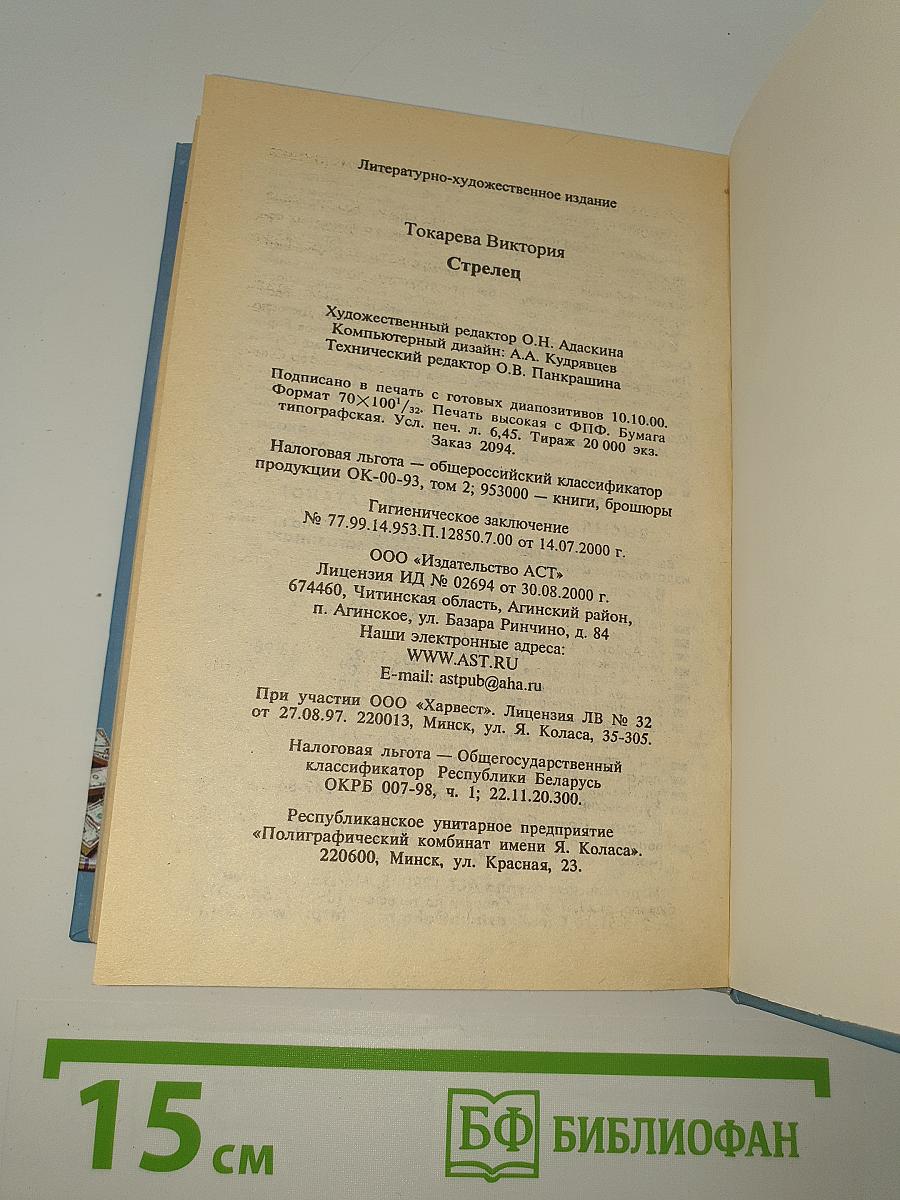 Литературно-художественное издание
Токарева Виктория
Стрелец
Художественный редактор О.Н. Адаскина
Компьютерный дизайн: А.А. Кудрявцев
Технический редактор О.В. Панкрашина
Подписано в печать с готовых диапозитивов 10.10.00.
Формат 70×100 1/32. Печать высокая с ФПФ. Бумага
типографская. Усл. печ. л. 6,45. Тираж 20 000 экз.
Заказ 2094.
Налоговая льгота — общероссийский классификатор
продукции ОК-00-93, том 2; 953000 — книги, брошюры
Гигиеническое заключение
№ 77.99.14.953.П.12850.7.00 от 14.07.2000 г.
ООО «Издательство АСТ»
Лицензия ИД № 02694 от 30.08.2000 г.
674460, Читинская область, Агинский район,
п. Агинское, ул. Базара Ринчино, д. 84
Наши электронные адреса:
WWW.AST.RU
E-mail: astpub@aha.ru
При участии ООО «Харвест». Лицензия ЛВ № 32
от 27.08.97. 220013, Минск, ул. Я. Коласа, 35-305.
Налоговая льгота — Общегосударственный
классификатор Республики Беларусь
ОКРБ 007-98, ч. 1; 22.11.20.300.
Республиканское унитарное предприятие
«Полиграфический комбинат имени Я. Коласа».
220600, Минск, ул. Красная, 23.
15 см
БФ БИБЛИОФАН